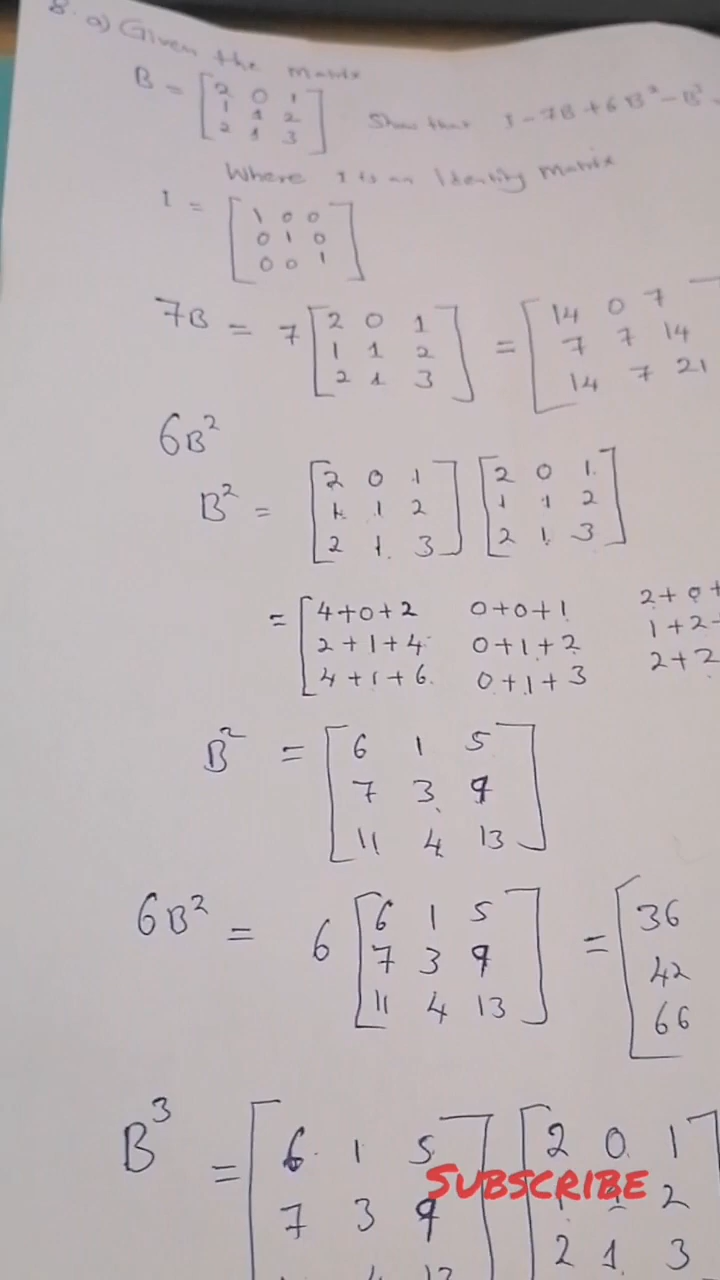 8. a) Given the matrix
B = [2 0 1
1 1 2
2 1 3] Show that I - 7B + 6B² - B³ =
Where I is an Identity matrix
I = [1 0 0
0 1 0
0 0 1]
7B = 7 [2 0 1
1 1 2
2 1 3] = [14 0 7
7 7 14
14 7 21
6B²
B² = [2 0 1
1 1 2
2 1 3] [2 0 1
1 1 2
2 1 3]
= [4+0+2 0+0+1 2+0+
2+1+4 0+1+2 1+2+
4+1+6 0+1+3 2+2
B² = [6 1 5
7 3 9
11 4 13]
6B² = 6 [6 1 5
7 3 9
11 4 13] = [36
42
66
B³ = [6 1 5
7 3 9
4 13] [2 0 1
1 1 2
2 1 3
SUBSCRIBE